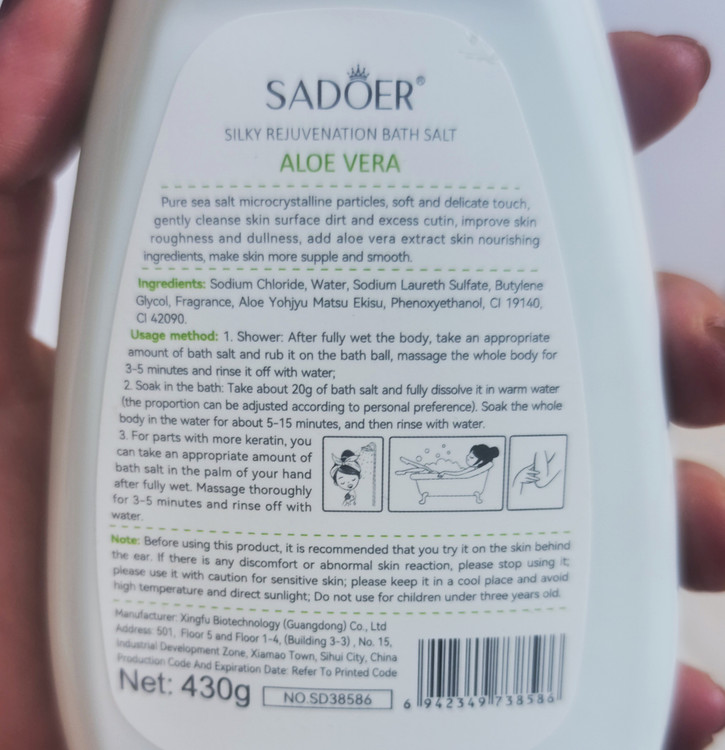 SADOER®
SILKY REJUVENATION BATH SALT
ALOE VERA
Pure sea salt microcrystalline particles, soft and delicate touch,
gently cleanse skin surface dirt and excess cutin, improve skin
roughness and dullness, add aloe vera extract skin nourishing
ingredients, make skin more supple and smooth.
Ingredients: Sodium Chloride, Water, Sodium Laureth Sulfate, Butylene
Glycol, Fragrance, Aloe Yohjyu Matsu Ekisu, Phenoxyethanol, CI 19140,
CI 42090.
Usage method: 1. Shower: After fully wet the body, take an appropriate
amount of bath salt and rub it on the bath ball, massage the whole body for
3-5 minutes and rinse it off with water;
2. Soak in the bath: Take about 20g of bath salt and fully dissolve it in warm water
(the proportion can be adjusted according to personal preference). Soak the whole
body in the water for about 5-15 minutes, and then rinse with water.
3. For parts with more keratin, you
can take an appropriate amount of
bath salt in the palm of your hand
after fully wet. Massage thoroughly
for 3-5 minutes and rinse off with
water.
Note: Before using this product, it is recommended that you try it on the skin behind
the ear. If there is any discomfort or abnormal skin reaction, please stop using it;
please use it with caution for sensitive skin; please keep it in a cool place and avoid
high temperature and direct sunlight; Do not use for children under three years old.
Manufacturer: Xingfu Biotechnology (Guangdong) Co., Ltd
Address: 501, Floor 5 and Floor 1-4, (Building 3-3) , No. 15,
Industrial Development Zone, Xiamao Town, Sihui City, China
Production Code And Expiration Date: Refer To Printed Code
Net: 430g
NO.SD38586
6 942349 738586